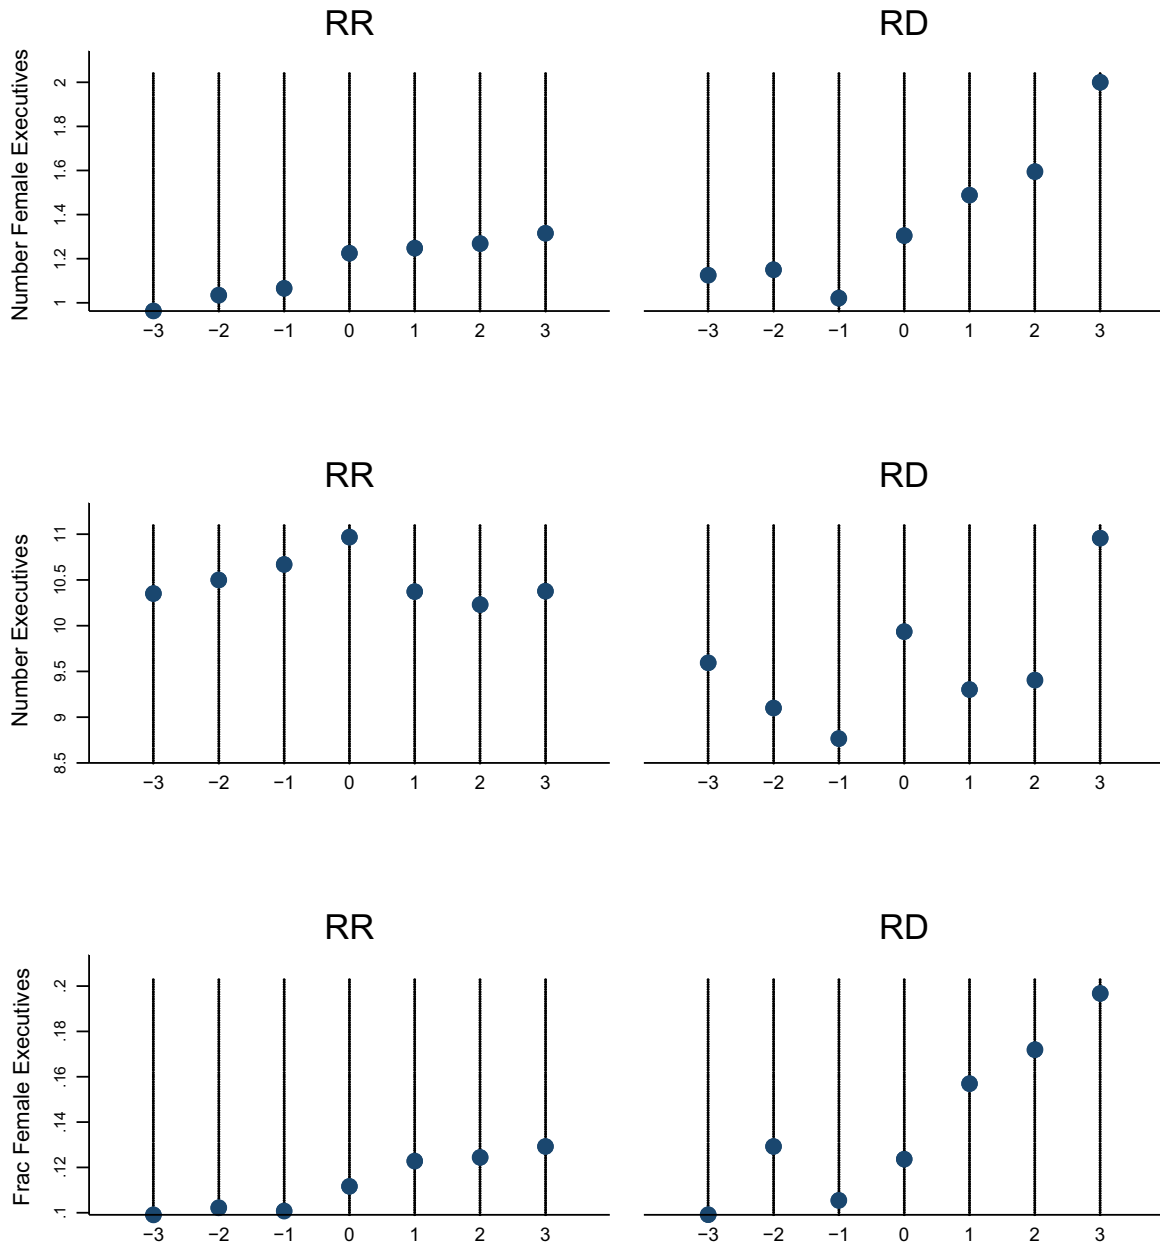 RR RD
Number Female Executives
2
1.8
1.6
1.4
1.2
1
−3 −2 −1 0 1 2 3 −3 −2 −1 0 1 2 3
RR RD
Number Executives
11
10.5
10
9.5
9
8.5
−3 −2 −1 0 1 2 3 −3 −2 −1 0 1 2 3
RR RD
Frac Female Executives
.2
.18
.16
.14
.12
.1
−3 −2 −1 0 1 2 3 −3 −2 −1 0 1 2 3